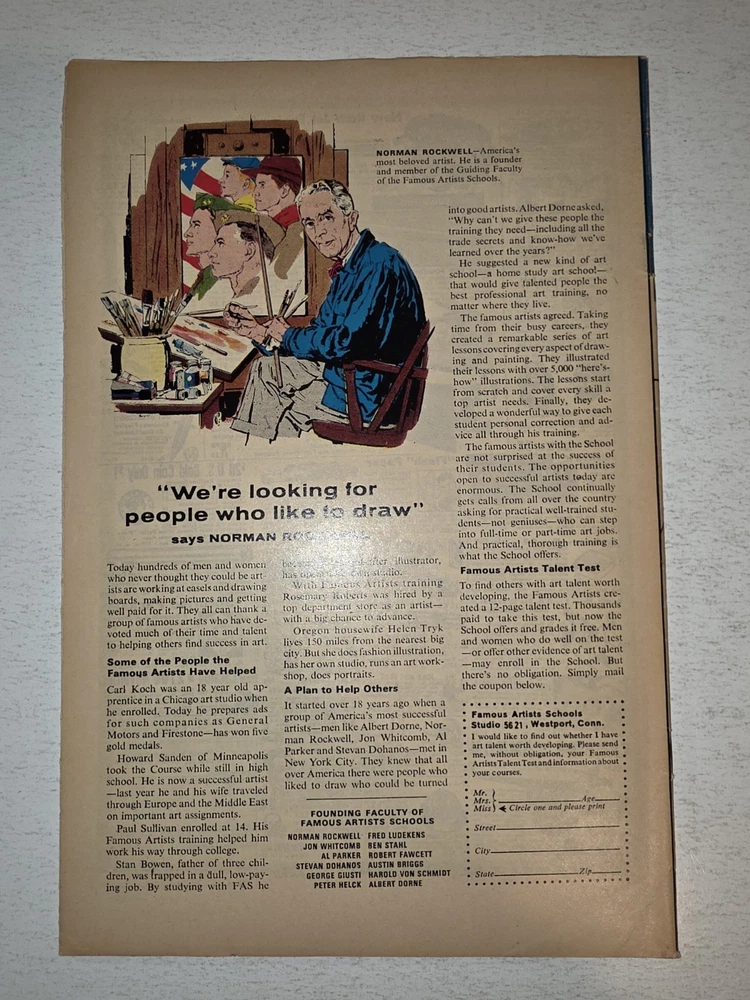 NORMAN ROCKWELL—America's
most beloved artist. He is a founder
and member of the Guiding Faculty
of the Famous Artists Schools.
"We're looking for
people who like to draw"
says NORMAN
Today hundreds of men and women
who never thought they could be art-
ists are working at easels and drawing
boards, making pictures and getting
well paid for it. They all can thank a
group of famous artists who have de-
voted much of their time and talent
to helping others find success in art.
Some of the People the
Famous Artists Have Helped
Carl Koch was an 18 year old ap-
prentice in a Chicago art studio when
he enrolled. Today he prepares ads
for such companies as General
Motors and Firestone—has won five
gold medals.
Howard Sanden of Minneapolis
took the Course while still in high
school. He is now a successful artist
—last year he and his wife traveled
through Europe and the Middle East
on important art assignments.
Paul Sullivan enrolled at 14. His
Famous Artists training helped him
work his way through college.
Stan Bowen, father of three chil-
dren, was trapped in a dull, low-pay-
ing job. By studying with FAS he
illustrator,
has own studio.
With Famous Artists training
Rosemary Roberts was hired by a
top department store as an artist—
with a big chance to advance.
Oregon housewife Helen Tryk
lives 150 miles from the nearest big
city. But she does fashion illustration,
has her own studio, runs an art work-
shop, does portraits.
A Plan to Help Others
It started over 18 years ago when a
group of America's most successful
artists—men like Albert Dorne, Nor-
man Rockwell, Jon Whitcomb, Al
Parker and Stevan Dohanos—met in
New York City. They knew that all
over America there were people who
liked to draw who could be turned
FOUNDING FACULTY OF
FAMOUS ARTISTS SCHOOLS
NORMAN ROCKWELL FRED LUDEKENS
JON WHITCOMB BEN STAHL
AL PARKER ROBERT FAWCETT
STEVAN DOHANOS AUSTIN BRIGGS
GEORGE GIUSTI HAROLD VON SCHMIDT
PETER HELCK ALBERT DORNE
into good artists. Albert Dorne asked,
"Why can't we give these people the
training they need—including all the
trade secrets and know-how we've
learned over the years?"
He suggested a new kind of art
school—a home study art school!—
that would give talented people the
best professional art training, no
matter where they live.
The famous artists agreed. Taking
time from their busy careers, they
created a remarkable series of art
lessons covering every aspect of draw-
ing and painting. They illustrated
their lessons with over 5,000 "here's-
how" illustrations. The lessons start
from scratch and cover every skill a
top artist needs. Finally, they de-
veloped a wonderful way to give each
student personal correction and ad-
vice all through his training.
The famous artists with the School
are not surprised at the success of
their students. The opportunities
open to successful artists today are
enormous. The School continually
gets calls from all over the country
asking for practical well-trained stu-
dents—not geniuses—who can step
into full-time or part-time art jobs.
And practical, thorough training is
what the School offers.
Famous Artists Talent Test
To find others with art talent worth
developing, the Famous Artists cre-
ated a 12-page talent test. Thousands
paid to take this test, but now the
School offers and grades it free. Men
and women who do well on the test
—or offer other evidence of art talent
—may enroll in the School. But
there's no obligation. Simply mail
the coupon below.
Famous Artists Schools
Studio 5621, Westport, Conn.
I would like to find out whether I have
art talent worth developing. Please send
me, without obligation, your Famous
Artists Talent Test and information about
your courses.
Mr.
Mrs. Age
Miss Circle one and please print
Street
City
State Zip